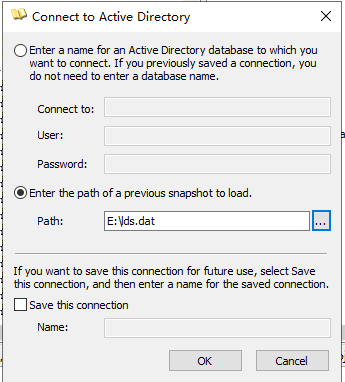 Connect to Active Directory
Enter a name for an Active Directory database to which you
want to connect. If you previously saved a connection, you
do not need to enter a database name.
Connect to:
User:
Password:
Enter the path of a previous snapshot to load.
Path:
E:\lds.dat
...
If you want to save this connection for future use, select Save
this connection, and then enter a name for the saved connection.
Save this connection
Name:
OK
Cancel